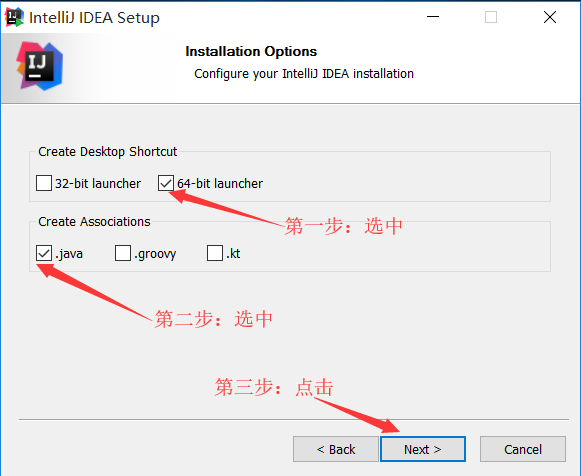 IntelliJ IDEA Setup
IJ
Installation Options
Configure your IntelliJ IDEA installation
Create Desktop Shortcut
32-bit launcher 64-bit launcher
第一步：选中
Create Associations
.java .groovy .kt
第二步：选中
第三步：点击
< Back Next > Cancel